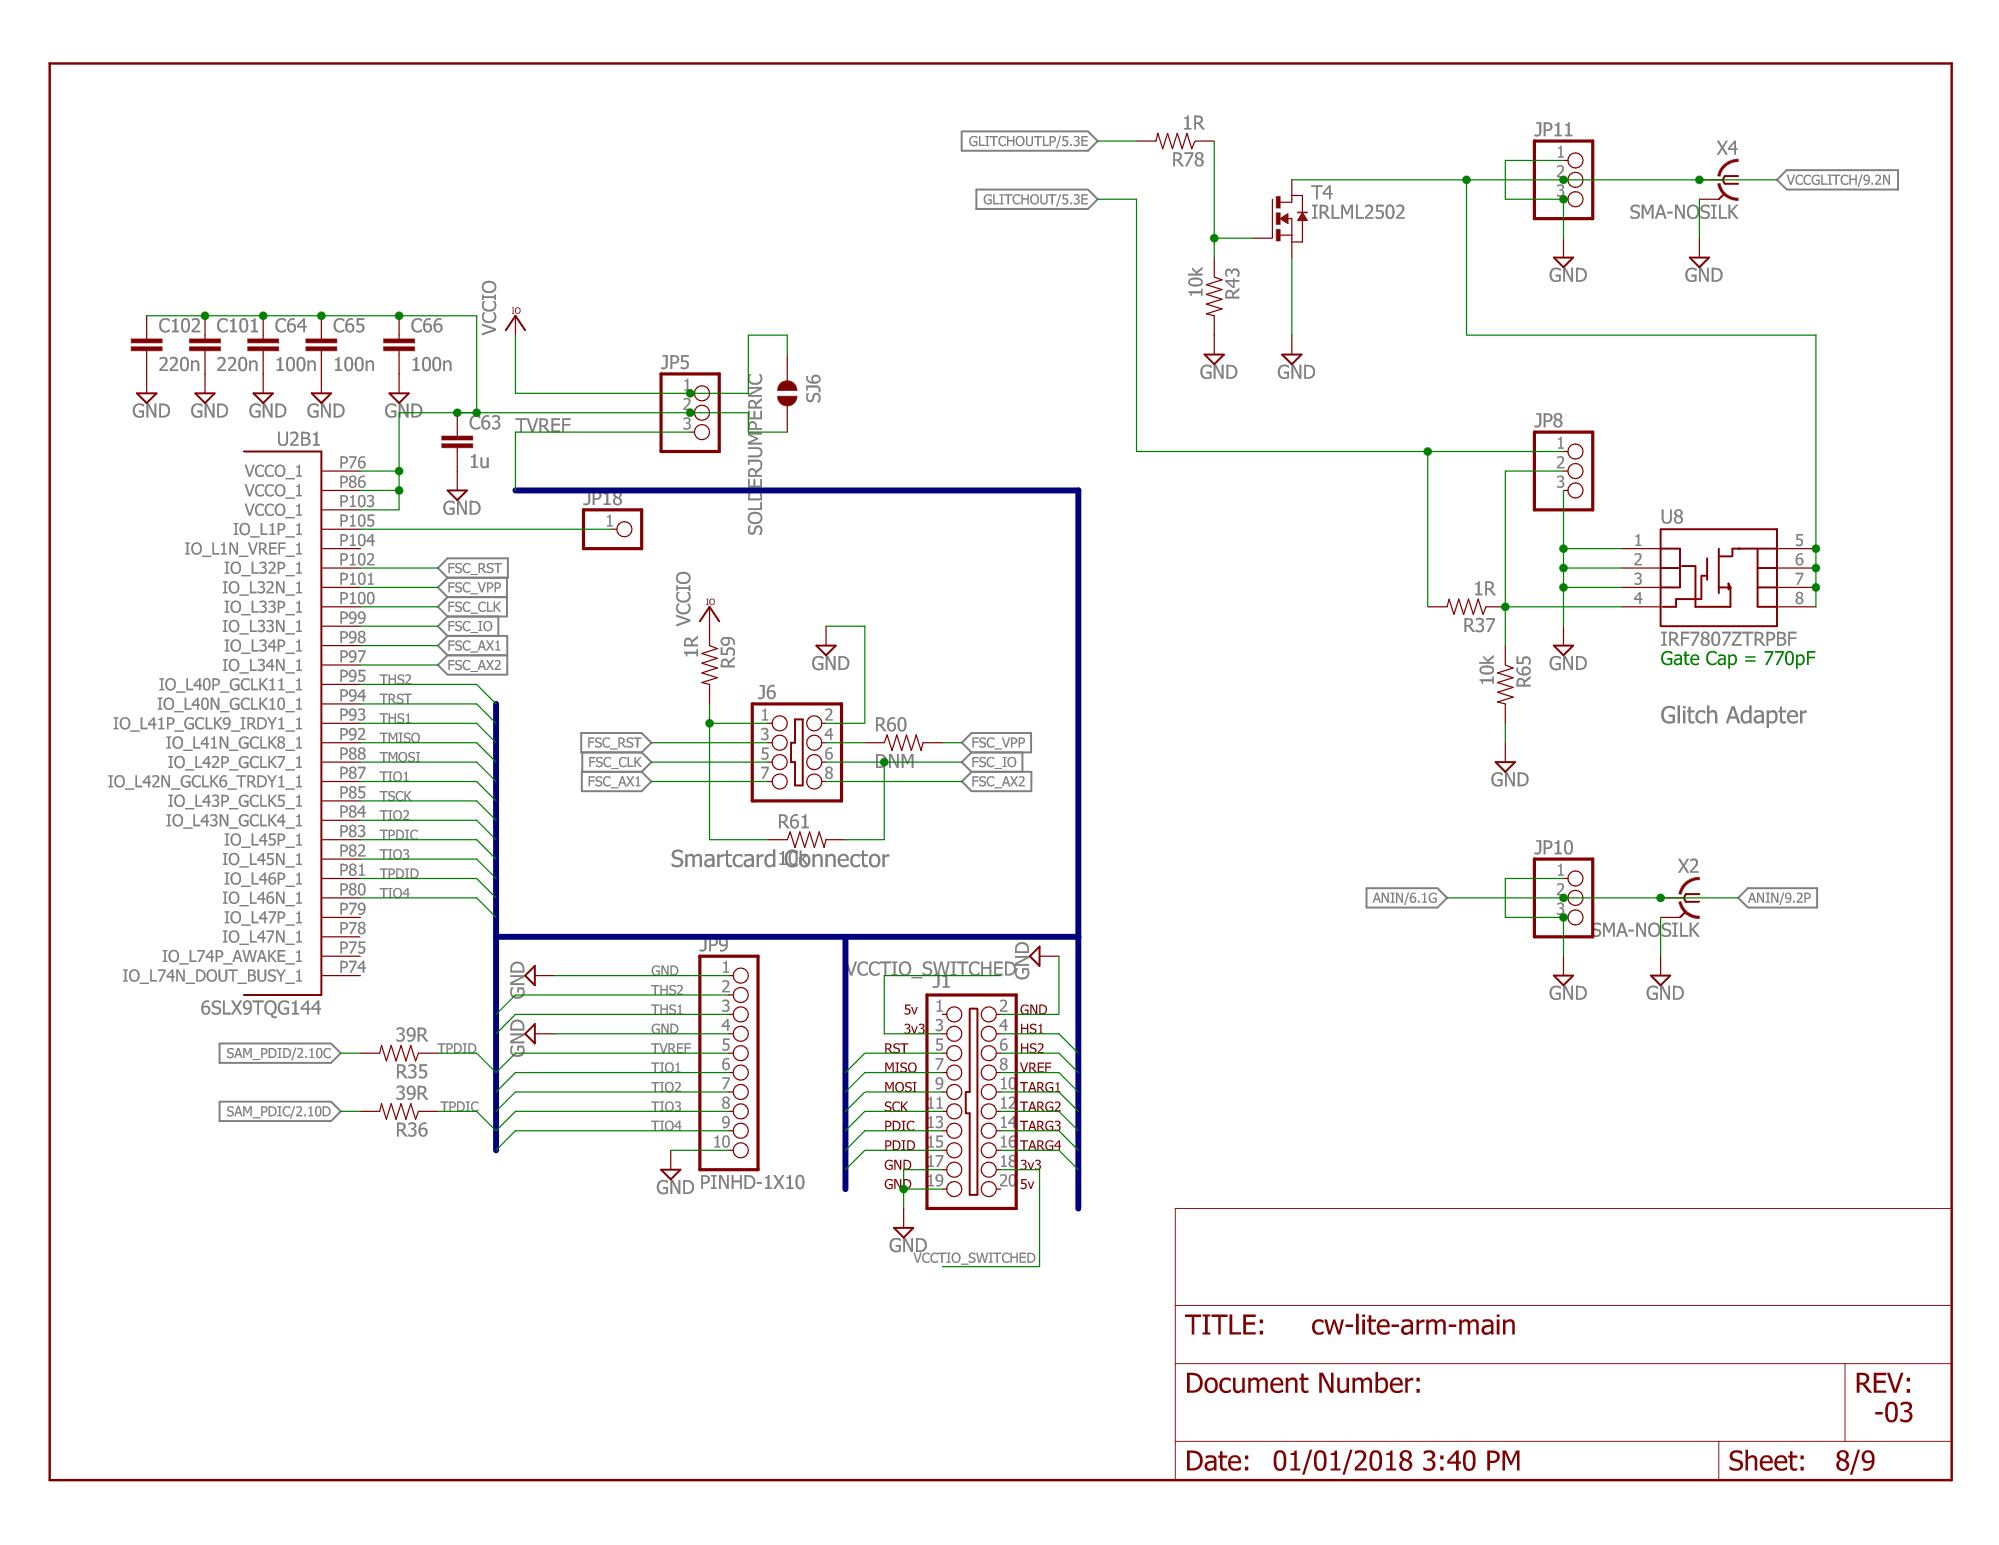 GLITCHOUTLP/5.3E
1R
R78
GLITCHOUT/5.3E
10k
R43
GND
T4
IRLML2502
GND
JP11
1
2
3
GND
X4
SMA-NOSILK
GND
VCCGLITCH/9.2N
C102
220n
GND
C101
220n
GND
C64
100n
GND
C65
100n
GND
C66
100n
GND
VCCIO
IO
JP5
1
2
3
SJ6
SOLDERJUMPERNC
TVREF
C63
1u
GND
JP18
1
U2B1
VCCO_1 P76
VCCO_1 P86
VCCO_1 P103
IO_L1P_1 P105
IO_L1N_VREF_1 P104
IO_L32P_1 P102 FSC_RST
IO_L32N_1 P101 FSC_VPP
IO_L33P_1 P100 FSC_CLK
IO_L33N_1 P99 FSC_IO
IO_L34P_1 P98 FSC_AX1
IO_L34N_1 P97 FSC_AX2
IO_L40P_GCLK11_1 P95 THS2
IO_L40N_GCLK10_1 P94 TRST
IO_L41P_GCLK9_IRDY1_1 P93 THS1
IO_L41N_GCLK8_1 P92 TMISO
IO_L42P_GCLK7_1 P88 TMOSI
IO_L42N_GCLK6_TRDY1_1 P87 TIO1
IO_L43P_GCLK5_1 P85 TSCK
IO_L43N_GCLK4_1 P84 TIO2
IO_L45P_1 P83 TPDIC
IO_L45N_1 P82 TIO3
IO_L46P_1 P81 TPDID
IO_L46N_1 P80 TIO4
IO_L47P_1 P79
IO_L47N_1 P78
IO_L74P_AWAKE_1 P75
IO_L74N_DOUT_BUSY_1 P74
6SLX9TQG144
SAM_PDID/2.10C
39R
R35
TPDID
SAM_PDIC/2.10D
39R
R36
TPDIC
VCCIO
IO
1R
R59
GND
J6
1 2
3 4
5 6
7 8
FSC_RST
FSC_CLK
FSC_AX1
R60
DNM
FSC_VPP
FSC_IO
FSC_AX2
R61
10k
Smartcard Connector
JP9
GND
GND
GND 1
THS2 2
THS1 3
GND 4
TVREF 5
TIO1 6
TIO2 7
TIO3 8
TIO4 9
10
GND
PINHD-1X10
VCCTIO_SWITCHED
GND
J1
5v 1 2 GND
3v3 3 4 HS1
RST 5 6 HS2
MISO 7 8 VREF
MOSI 9 10 TARG1
SCK 11 12 TARG2
PDIC 13 14 TARG3
PDID 15 16 TARG4
GND 17 18 3v3
GND 19 20 5v
GND
VCCTIO_SWITCHED
JP8
1
2
3
GND
1R
R37
10k
R65
GND
U8
1 5
2 6
3 7
4 8
IRF7807ZTRPBF
Gate Cap = 770pF
Glitch Adapter
ANIN/6.1G
JP10
1
2
3
GND
X2
SMA-NOSILK
GND
ANIN/9.2P
TITLE: cw-lite-arm-main
Document Number:
REV:
-03
Date: 01/01/2018 3:40 PM
Sheet: 8/9